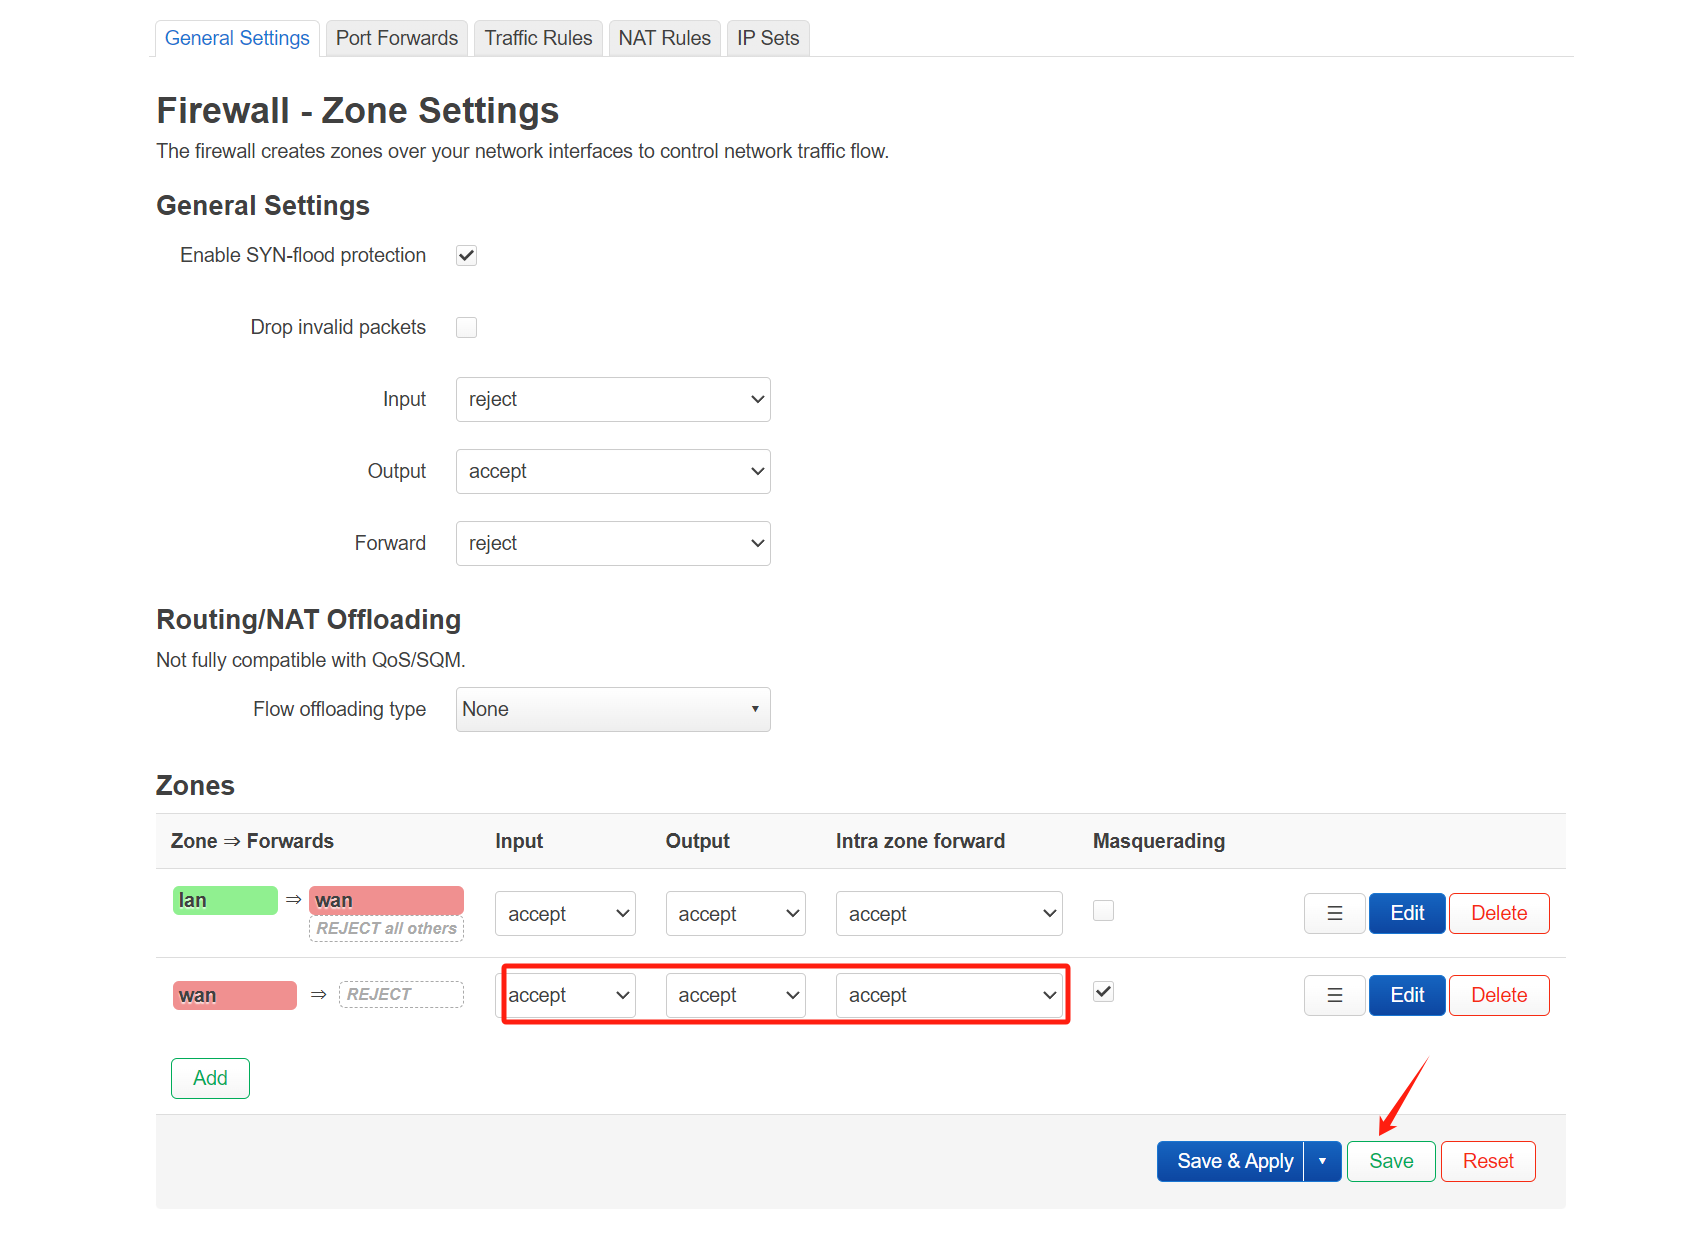 General Settings Port Forwards Traffic Rules NAT Rules IP Sets
Firewall - Zone Settings
The firewall creates zones over your network interfaces to control network traffic flow.
General Settings
Enable SYN-flood protection
Drop invalid packets
Input reject
Output accept
Forward reject
Routing/NAT Offloading
Not fully compatible with QoS/SQM.
Flow offloading type None
Zones
Zone ⇒ Forwards Input Output Intra zone forward Masquerading
lan ⇒ wan accept accept accept ☰ Edit Delete
REJECT all others
wan ⇒ REJECT accept accept accept ☰ Edit Delete
Add
Save & Apply Save Reset